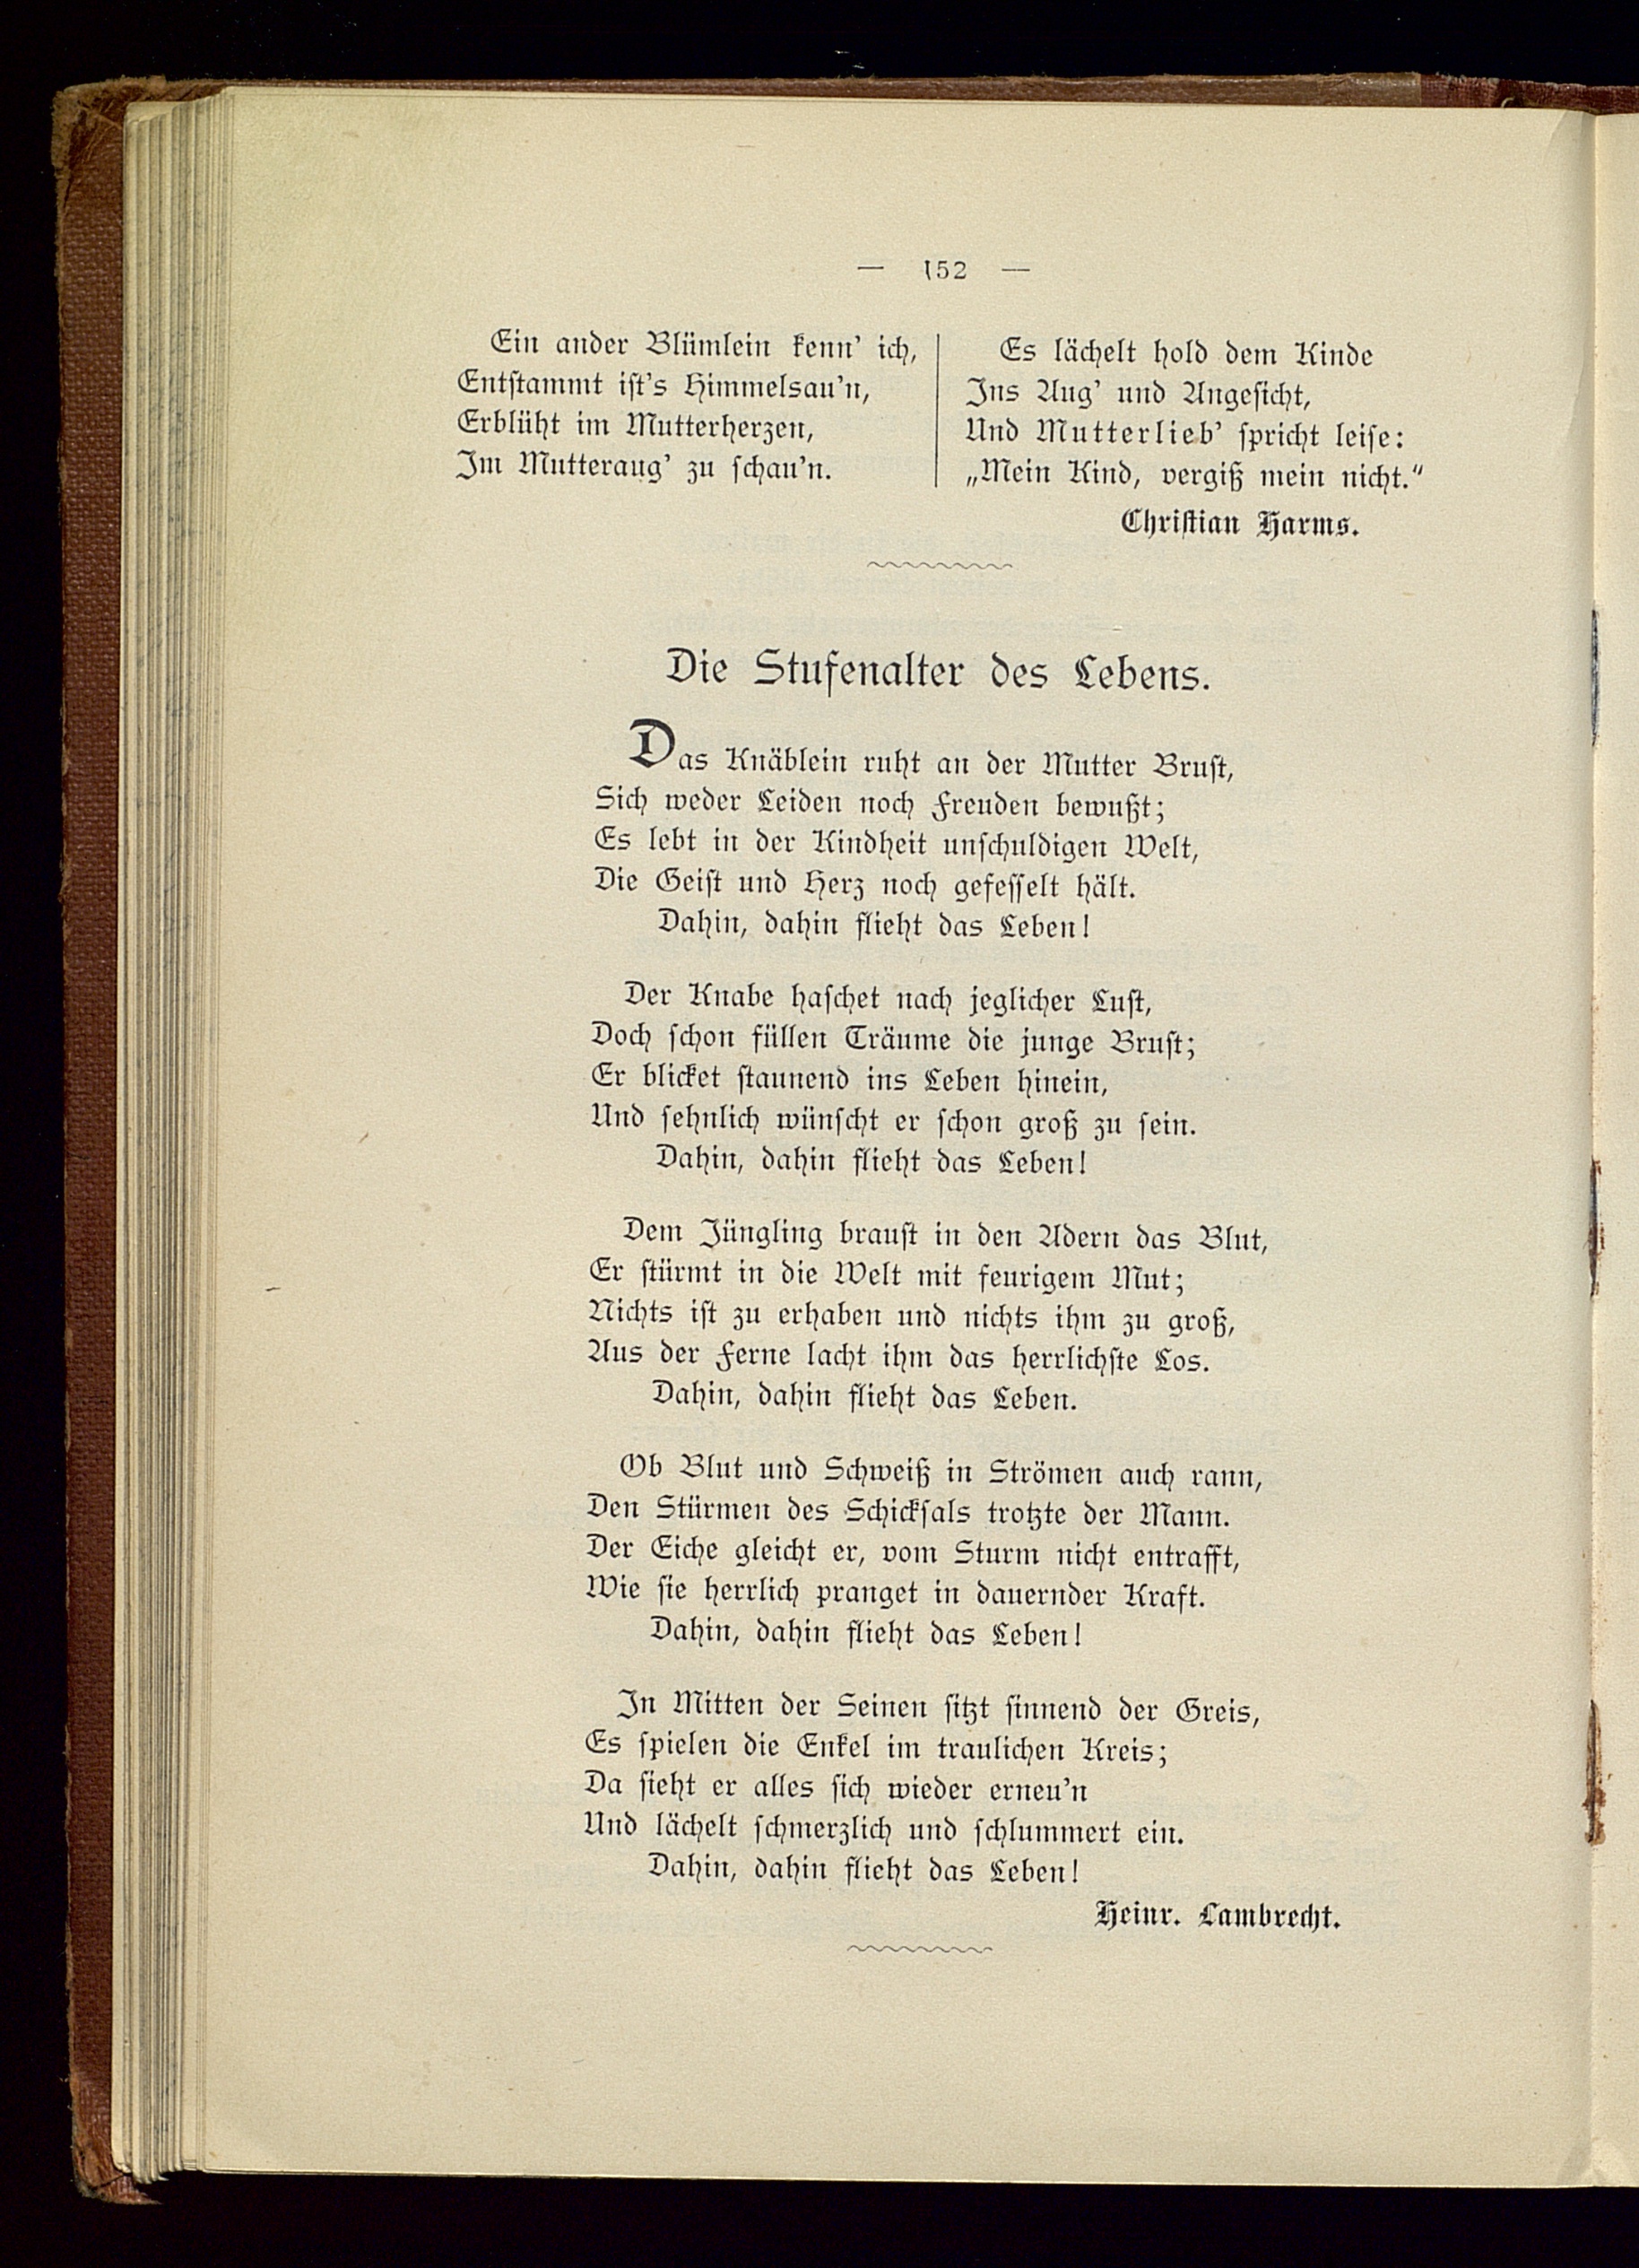 — 152 —
Ein ander Blümlein kenn' ich,
Entstammt ist's Himmelsau'n,
Erblüht im Mutterherzen,
Im Mutteraug' zu schau'n.
Es lächelt hold dem Kinde
Ins Aug' und Angesicht,
Und Mutterlieb' spricht leise:
„Mein Kind, vergiß mein nicht.“
Christian Harms.
Die Stufenalter des Lebens.
Das Knäblein ruht an der Mutter Brust,
Sich weder Leiden noch Freuden bewußt;
Es lebt in der Kindheit unschuldigen Welt,
Die Geist und Herz noch gefesselt hält.
Dahin, dahin flieht das Leben!
Der Knabe haschet nach jeglicher Lust,
Doch schon füllen Träume die junge Brust;
Er blicket staunend ins Leben hinein,
Und sehnlich wünscht er schon groß zu sein.
Dahin, dahin flieht das Leben!
Dem Jüngling braust in den Adern das Blut,
Er stürmt in die Welt mit feurigem Mut;
Nichts ist zu erhaben und nichts ihm zu groß,
Aus der Ferne lacht ihm das herrlichste Los.
Dahin, dahin flieht das Leben.
Ob Blut und Schweiß in Strömen auch rann,
Den Stürmen des Schicksals trotzte der Mann.
Der Eiche gleicht er, vom Sturm nicht entrafft,
Wie sie herrlich pranget in dauernder Kraft.
Dahin, dahin flieht das Leben!
In Mitten der Seinen sitzt sinnend der Greis,
Es spielen die Enkel im traulichen Kreis;
Da sieht er alles sich wieder erneu'n
Und lächelt schmerzlich und schlummert ein.
Dahin, dahin flieht das Leben!
Heinr. Lambrecht.